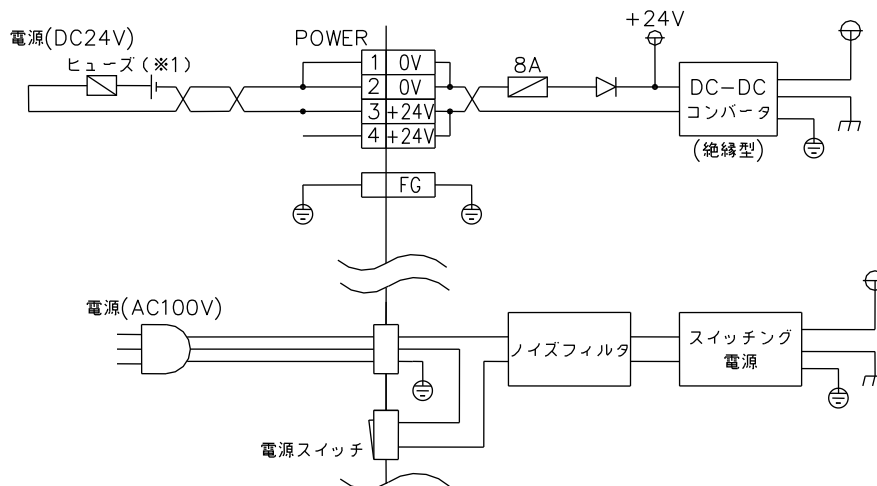 +24V
電源(DC24V)
POWER
ヒューズ(※1)
1 0V
2 0V
3 +24V
4 +24V
8A
DC-DC
コンバータ
(絶縁型)
FG
電源(AC100V)
ノイズフィルタ
スイッチング
電源
電源スイッチ